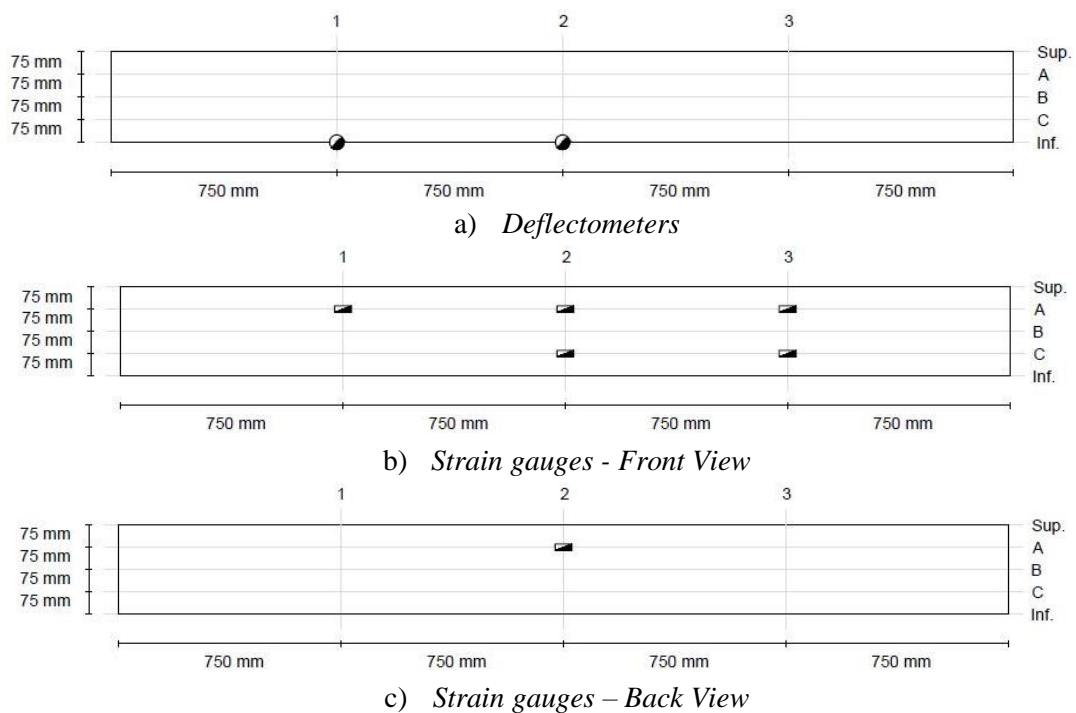 1 2 3
75 mm Sup.
75 mm A
75 mm B
75 mm C
Inf.
750 mm 750 mm 750 mm 750 mm
a) Deflectometers
1 2 3
75 mm Sup.
75 mm A
75 mm B
75 mm C
Inf.
750 mm 750 mm 750 mm 750 mm
b) Strain gauges - Front View
1 2 3
75 mm Sup.
75 mm A
75 mm B
75 mm C
Inf.
750 mm 750 mm 750 mm 750 mm
c) Strain gauges – Back View